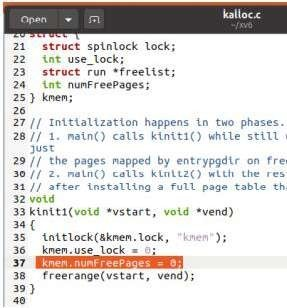 Open
kalloc.c
~/xv6
20 struct {
21 struct spinlock lock;
22 int use_lock;
23 struct run *freelist;
24 int numFreePages;
25 } kmem;
26
27 // Initialization happens in two phases.
28 // 1. main() calls kinit1() while still
just
29 // the pages mapped by entrypgdir on
30 // 2. main() calls kinit2() with the
31 // after installing a full page table
32 void
33 kinit1(void *vstart, void *vend)
34 {
35 initlock(&kmem.lock, "kmem");
36 kmem.use_lock = 0;
37 kmem.numFreePages = 0;
38 freerange(vstart, vend);
39 }
40